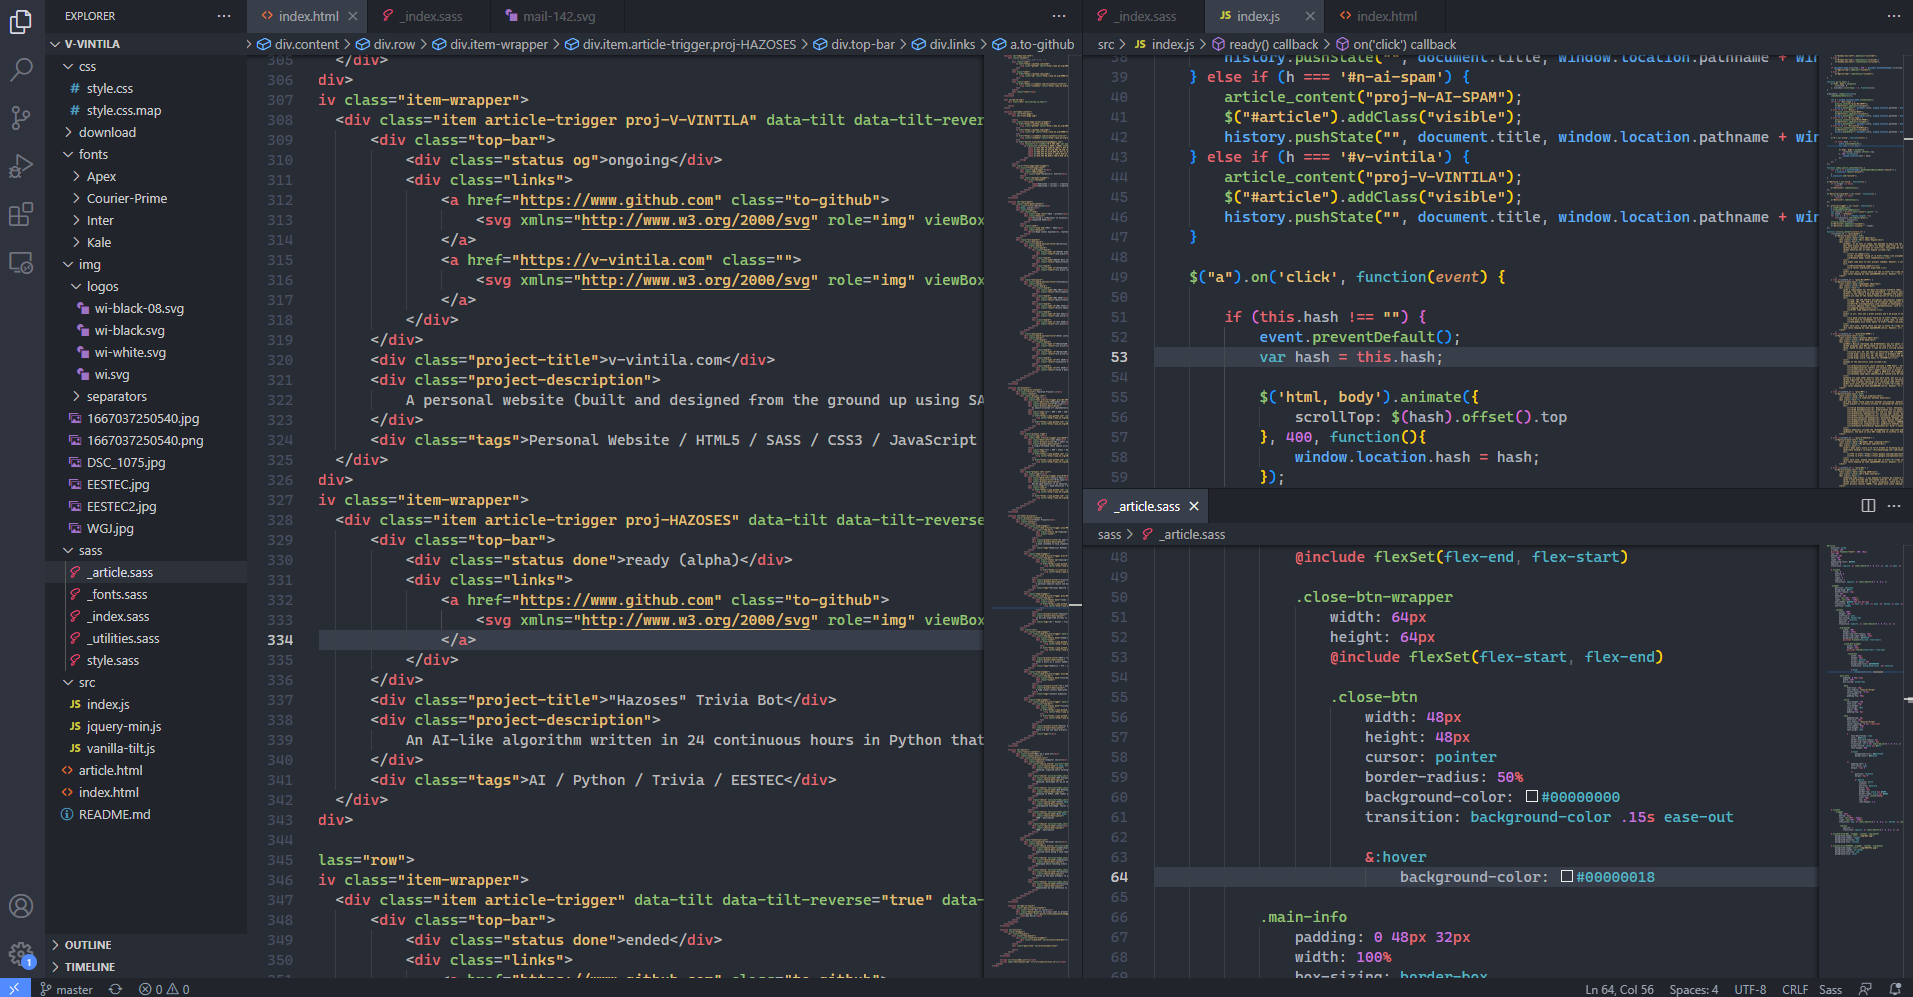 EXPLORER
V-VINTILA
css
style.css
style.css.map
download
fonts
Apex
Courier-Prime
Inter
Kale
img
logos
wi-black-08.svg
wi-black.svg
wi-white.svg
wi.svg
separators
1667037250540.jpg
1667037250540.png
DSC_1075.jpg
EESTEC.jpg
EESTEC2.jpg
WGJ.jpg
sass
_article.sass
_fonts.sass
_index.sass
_utilities.sass
style.sass
src
JS index.js
JS jquery-min.js
JS vanilla-tilt.js
article.html
index.html
README.md
OUTLINE
TIMELINE
index.html _index.sass mail-142.svg
div.content > div.row > div.item-wrapper > div.item.article-trigger.proj-HAZOSES > div.top-bar > div.links > a.to-github
305 </div>
306 div>
307 iv class="item-wrapper">
308 <div class="item article-trigger proj-V-VINTILA" data-tilt data-tilt-reverse
309 <div class="top-bar">
310 <div class="status og">ongoing</div>
311 <div class="links">
312 <a href="https://www.github.com" class="to-github">
313 <svg xmlns="http://www.w3.org/2000/svg" role="img" viewBox
314 </a>
315 <a href="https://v-vintila.com" class="">
316 <svg xmlns="http://www.w3.org/2000/svg" role="img" viewBox
317 </a>
318 </div>
319 </div>
320 <div class="project-title">v-vintila.com</div>
321 <div class="project-description">
322 A personal website (built and designed from the ground up using SA
323 </div>
324 <div class="tags">Personal Website / HTML5 / SASS / CSS3 / JavaScript
325 </div>
326 div>
327 iv class="item-wrapper">
328 <div class="item article-trigger proj-HAZOSES" data-tilt data-tilt-reverse
329 <div class="top-bar">
330 <div class="status done">ready (alpha)</div>
331 <div class="links">
332 <a href="https://www.github.com" class="to-github">
333 <svg xmlns="http://www.w3.org/2000/svg" role="img" viewBox
334 </a>
335 </div>
336 </div>
337 <div class="project-title">"Hazoses" Trivia Bot</div>
338 <div class="project-description">
339 An AI-like algorithm written in 24 continuous hours in Python that
340 </div>
341 <div class="tags">AI / Python / Trivia / EESTEC</div>
342 </div>
343 div>
344
345 lass="row">
346 iv class="item-wrapper">
347 <div class="item article-trigger" data-tilt data-tilt-reverse="true" data-
348 <div class="top-bar">
349 <div class="status done">ended</div>
350 <div class="links">
351 <a href="https://www.github.com" class="to-github">
_index.sass JS index.js index.html
src > JS index.js > ready() callback > on('click') callback
38 history.pushState("", document.title, window.location.pathname + win
39 } else if (h === '#n-ai-spam') {
40 article_content("proj-N-AI-SPAM");
41 $("#article").addClass("visible");
42 history.pushState("", document.title, window.location.pathname + win
43 } else if (h === '#v-vintila') {
44 article_content("proj-V-VINTILA");
45 $("#article").addClass("visible");
46 history.pushState("", document.title, window.location.pathname + win
47 }
48
49 $("a").on('click', function(event) {
50
51 if (this.hash !== "") {
52 event.preventDefault();
53 var hash = this.hash;
54
55 $('html, body').animate({
56 scrollTop: $(hash).offset().top
57 }, 400, function(){
58 window.location.hash = hash;
59 });
_article.sass
sass > _article.sass
48 @include flexSet(flex-end, flex-start)
49
50 .close-btn-wrapper
51 width: 64px
52 height: 64px
53 @include flexSet(flex-start, flex-end)
54
55 .close-btn
56 width: 48px
57 height: 48px
58 cursor: pointer
59 border-radius: 50%
60 background-color: #00000000
61 transition: background-color .15s ease-out
62
63 &:hover
64 background-color: #00000018
65
66 .main-info
67 padding: 0 48px 32px
68 width: 100%
69 box-sizing: border-box
1
master 0 0 Ln 64, Col 56 Spaces: 4 UTF-8 CRLF Sass